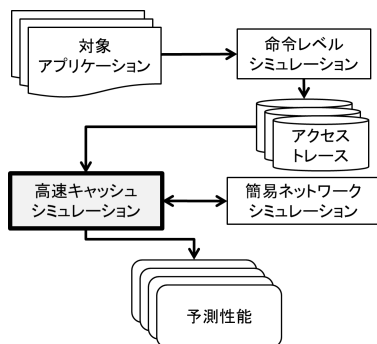 対象
アプリケーション
命令レベル
シミュレーション
アクセス
トレース
高速キャッシュ
シミュレーション
簡易ネットワーク
シミュレーション
予測性能